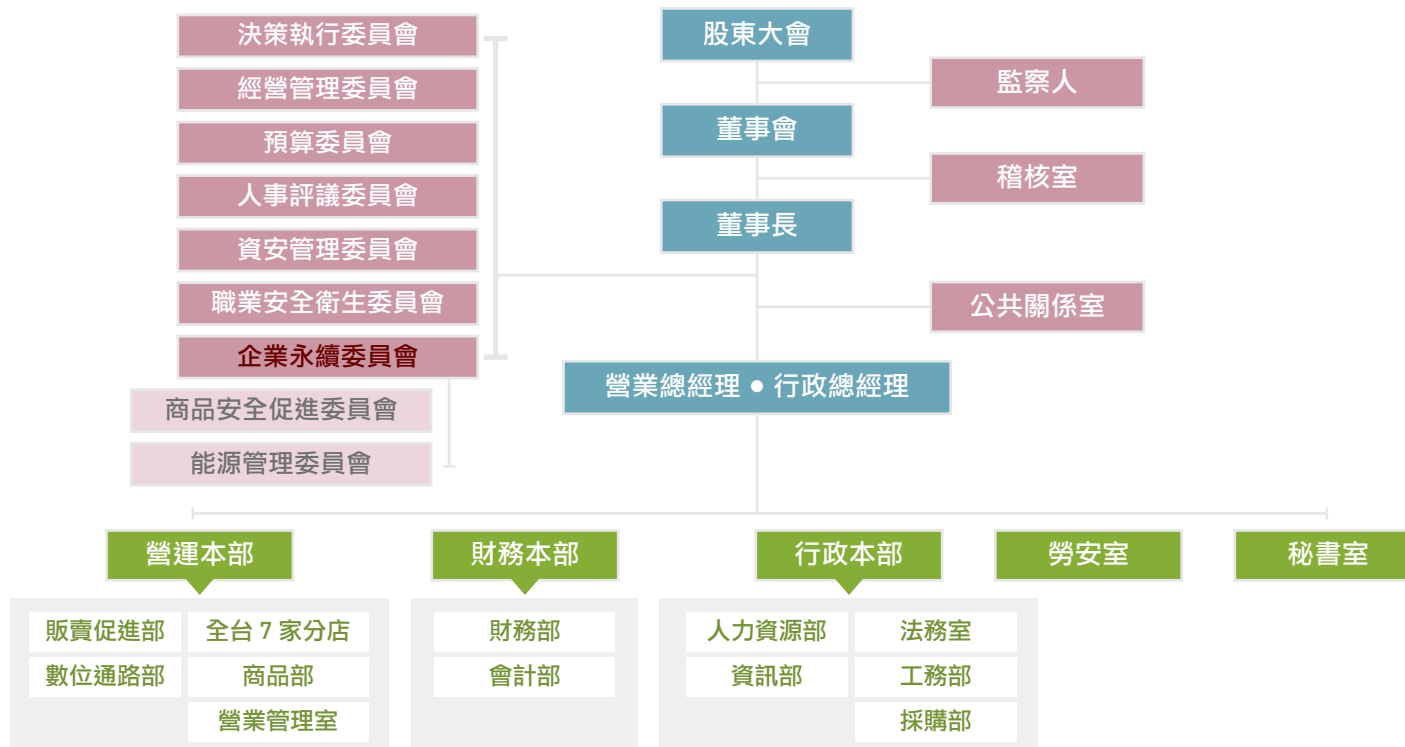 股東大會
監察人
董事會
稽核室
董事長
公共關係室
營業總經理 ● 行政總經理
決策執行委員會
經營管理委員會
預算委員會
人事評議委員會
資安管理委員會
職業安全衛生委員會
企業永續委員會
商品安全促進委員會
能源管理委員會
營運本部
販賣促進部
全台 7 家分店
數位通路部
商品部
營業管理室
財務本部
財務部
會計部
行政本部
人力資源部
法務室
資訊部
工務部
採購部
勞安室
秘書室